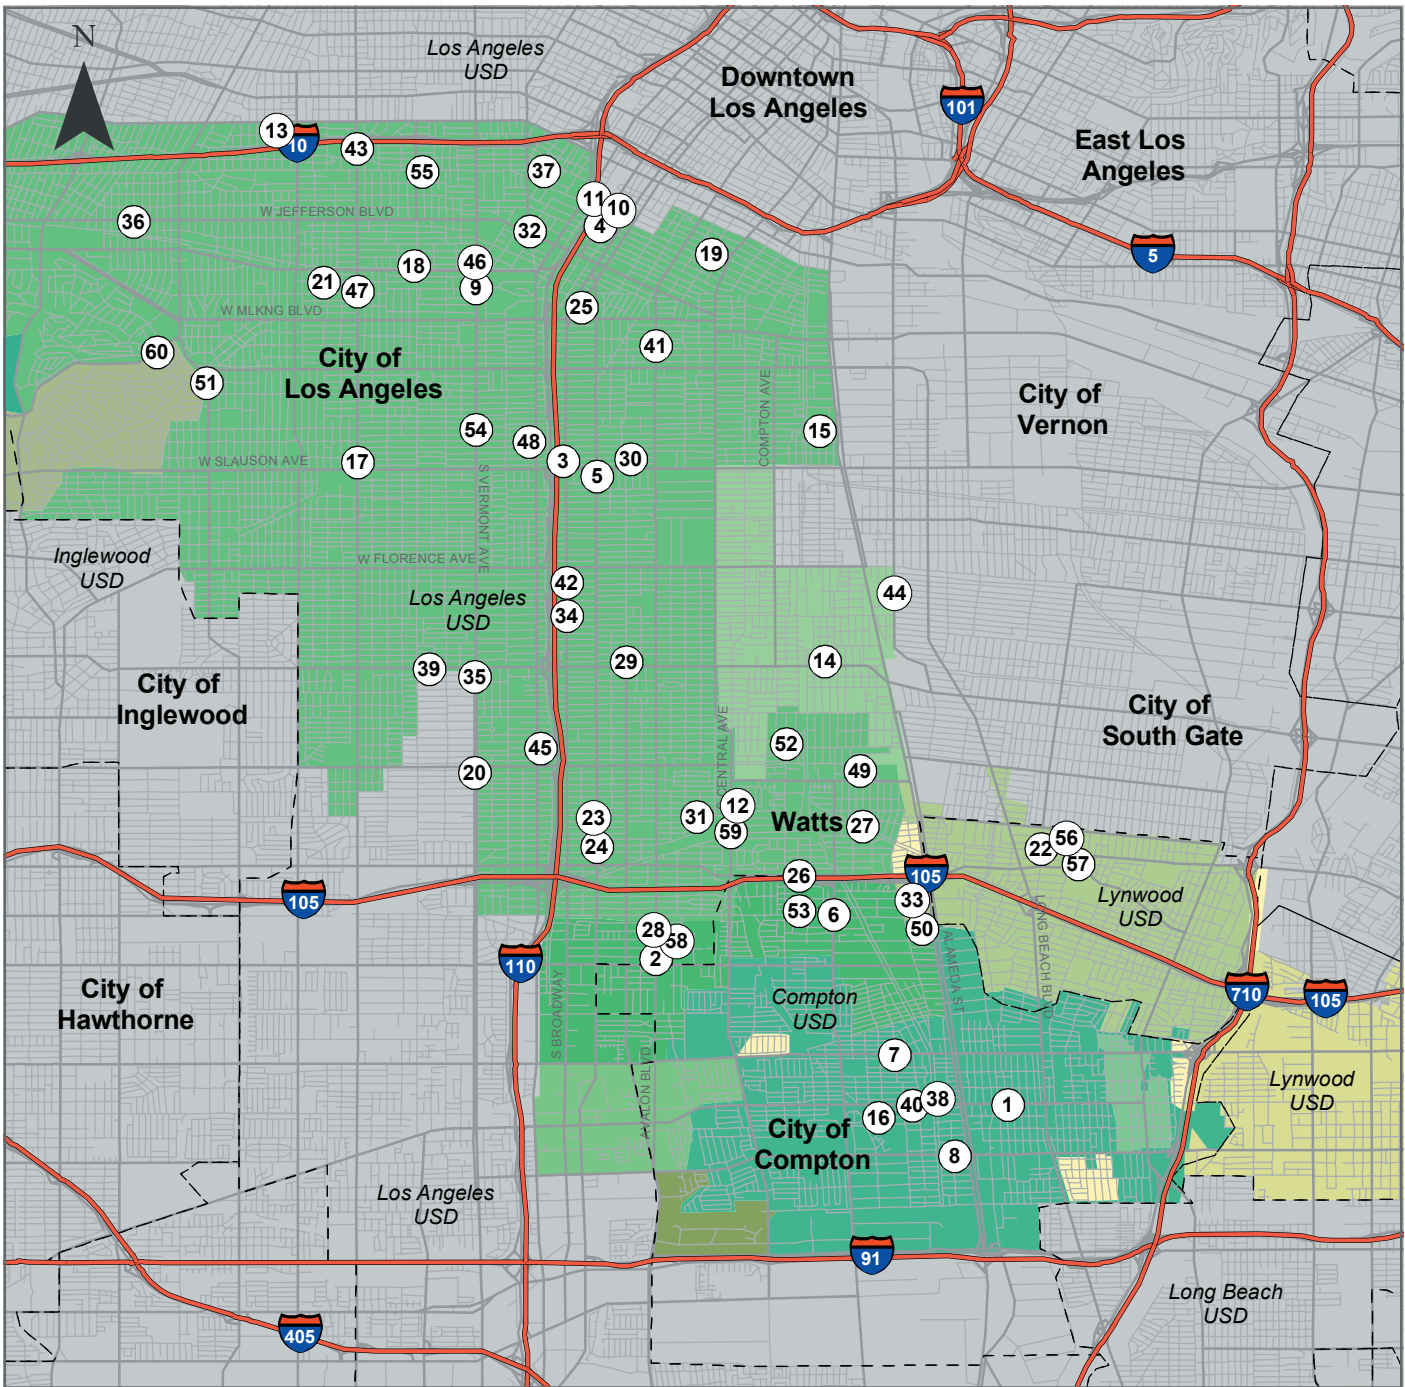 N
Los Angeles
USD
Downtown
Los Angeles
101
East Los
Angeles
13
10
43
55
37
11
10
4
36
W JEFFERSON BLVD
32
19
5
18
46
9
21
47
W MLKNG BLVD
25
41
60
City of
Los Angeles
51
COMPTON AVE
City of
Vernon
54
48
15
W SLAUSON AVE
17
3
5
30
S VERMONT AVE
Inglewood
USD
W FLORENCE AVE
42
44
Los Angeles
USD
34
39
35
29
14
City of
Inglewood
City of
South Gate
CENTRAL AVE
45
52
20
49
12
23
31
59
Watts
27
24
22
56
57
26
105
105
33
Lynwood
USD
53
6
50
28
58
2
LONG BEACH BLVD
ALAMEDA ST
110
City of
Hawthorne
S BROADWAY
Compton
USD
710
105
7
AVALON BLVD
Lynwood
USD
40
38
1
16
City of
Compton
8
Los Angeles
USD
91
Long Beach
USD
405